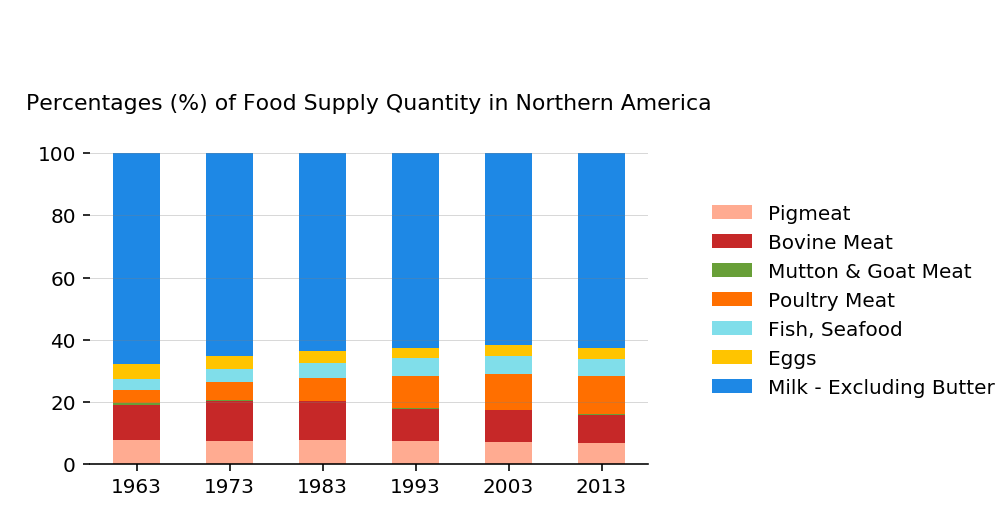 Percentages (%) of Food Supply Quantity in Northern America
100
80
60
40
20
0
1963 1973 1983 1993 2003 2013
Pigmeat
Bovine Meat
Mutton & Goat Meat
Poultry Meat
Fish, Seafood
Eggs
Milk - Excluding Butter